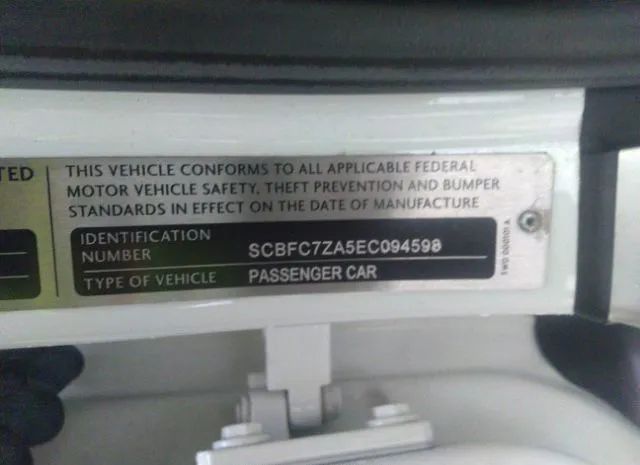 TED
THIS VEHICLE CONFORMS TO ALL APPLICABLE FEDERAL
MOTOR VEHICLE SAFETY, THEFT PREVENTION AND BUMPER
STANDARDS IN EFFECT ON THE DATE OF MANUFACTURE
IDENTIFICATION
NUMBER SCBFC7ZA5EC094598
TYPE OF VEHICLE PASSENGER CAR